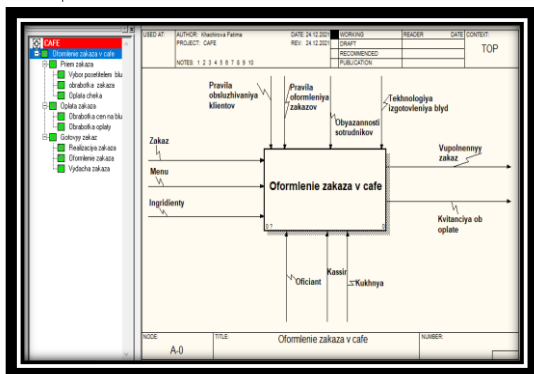 CAFE
Oformlenie zakaza v cafe
Priem zakaza
Vybor posetitelem blu
obrabotka zakaza
Oplata cheka
Oplata zakaza
Obrabotka cen na blu
Obrabotka oplaty
Gotovyy zakaz
Realizaciya zakaza
Oformlenie zakaza
Vydacha zakaza
USED AT:
AUTHOR: Khachirova Fatima
DATE: 24.12.2021
WORKING
READER
DATE
CONTEXT:
PROJECT: CAFE
REV: 24.12.2021
DRAFT
TOP
RECOMMENDED
NOTES: 1 2 3 4 5 6 7 8 9 10
PUBLICATION
Pravila
obsluzhivaniya
klientov
Pravila
oformleniya
zakazov
Obyazannosti
sotrudnikov
Tekhnologiya
izgotovleniya blyd
Zakaz
Menu
Ingridienty
Oformlenie zakaza v cafe
0 ?
0
Vupolnennyy
zakaz
Kvitanciya ob
oplate
Oficiant
Kassir
Kukhnya
NODE:
A-0
TITLE:
Oformlenie zakaza v cafe
NUMBER: